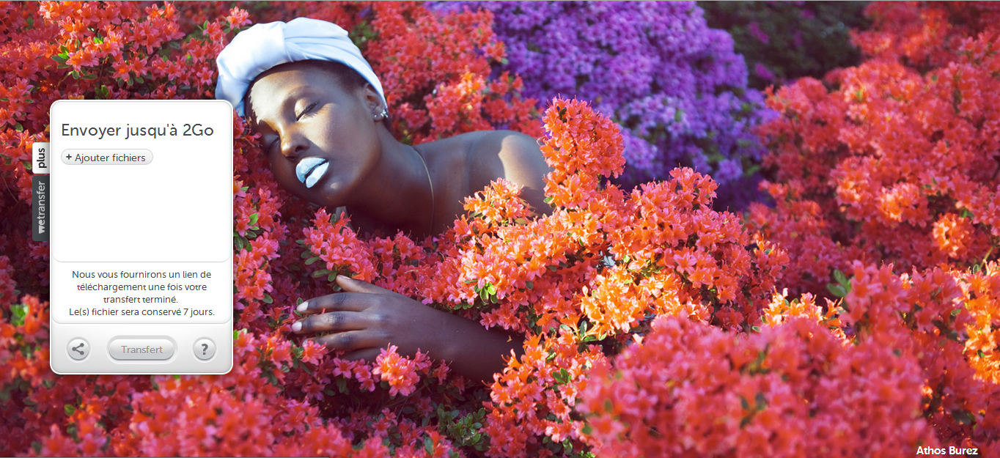 Envoyer jusqu'à 2Go
+ Ajouter fichiers
plus
wetransfer
Nous vous fournirons un lien de
téléchargement une fois votre
transfert terminé.
Le(s) fichier sera conservé 7 jours.
Transfert
?
Athos Burez